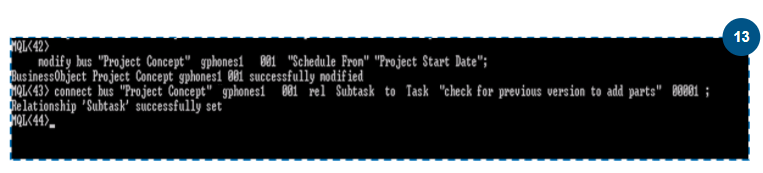 13
MQL<42>
modify bus "Project Concept" gphones1 001 "Schedule From" "Project Start Date";
BusinessObject Project Concept gphones1 001 successfully modified
MQL<43> connect bus "Project Concept" gphones1 001 rel Subtask to Task "check for previous version to add parts" 00001 ;
Relationship 'Subtask' successfully set
MQL<44>_